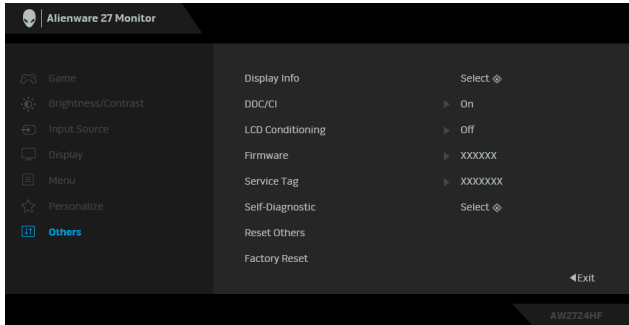 Alienware 27 Monitor
Game
Brightness/Contrast
Input Source
Display
Menu
Personalize
Others
Display Info Select
DDC/CI On
LCD Conditioning Off
Firmware XXXXXX
Service Tag XXXXXXX
Self-Diagnostic Select
Reset Others
Factory Reset
Exit
AW2724HF